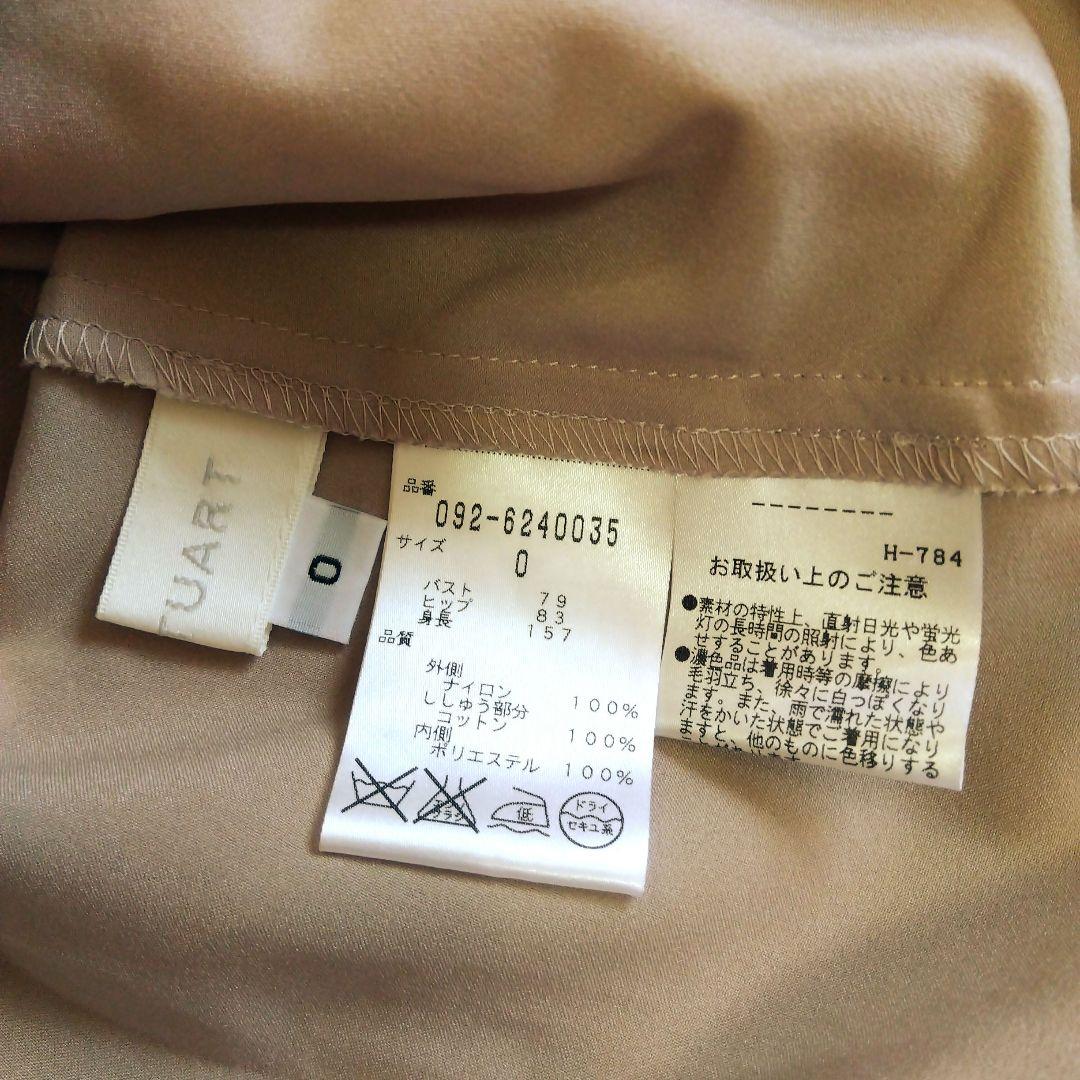 TUART
0
品番
092-6240035
サイズ
0
バスト 79
ヒップ 83
身長 157
品質
外側
ナイロン 100%
ししゅう部分
コットン 100%
内側
ポリエステル 100%
エンソ
サラシ
低
ドライ
セキユ系
--------
H-784
お取扱い上のご注意
●素材の特性上、直射日光や蛍光
灯の長時間の照射により、色あ
せすることがあります。
●濃色品は着用時等の摩擦により
毛羽立ち、徐々に白っぽくなり
ます。また、雨で濡れた状態や
汗をかいた状態でご着用になり
ますと、他のものに色移りする